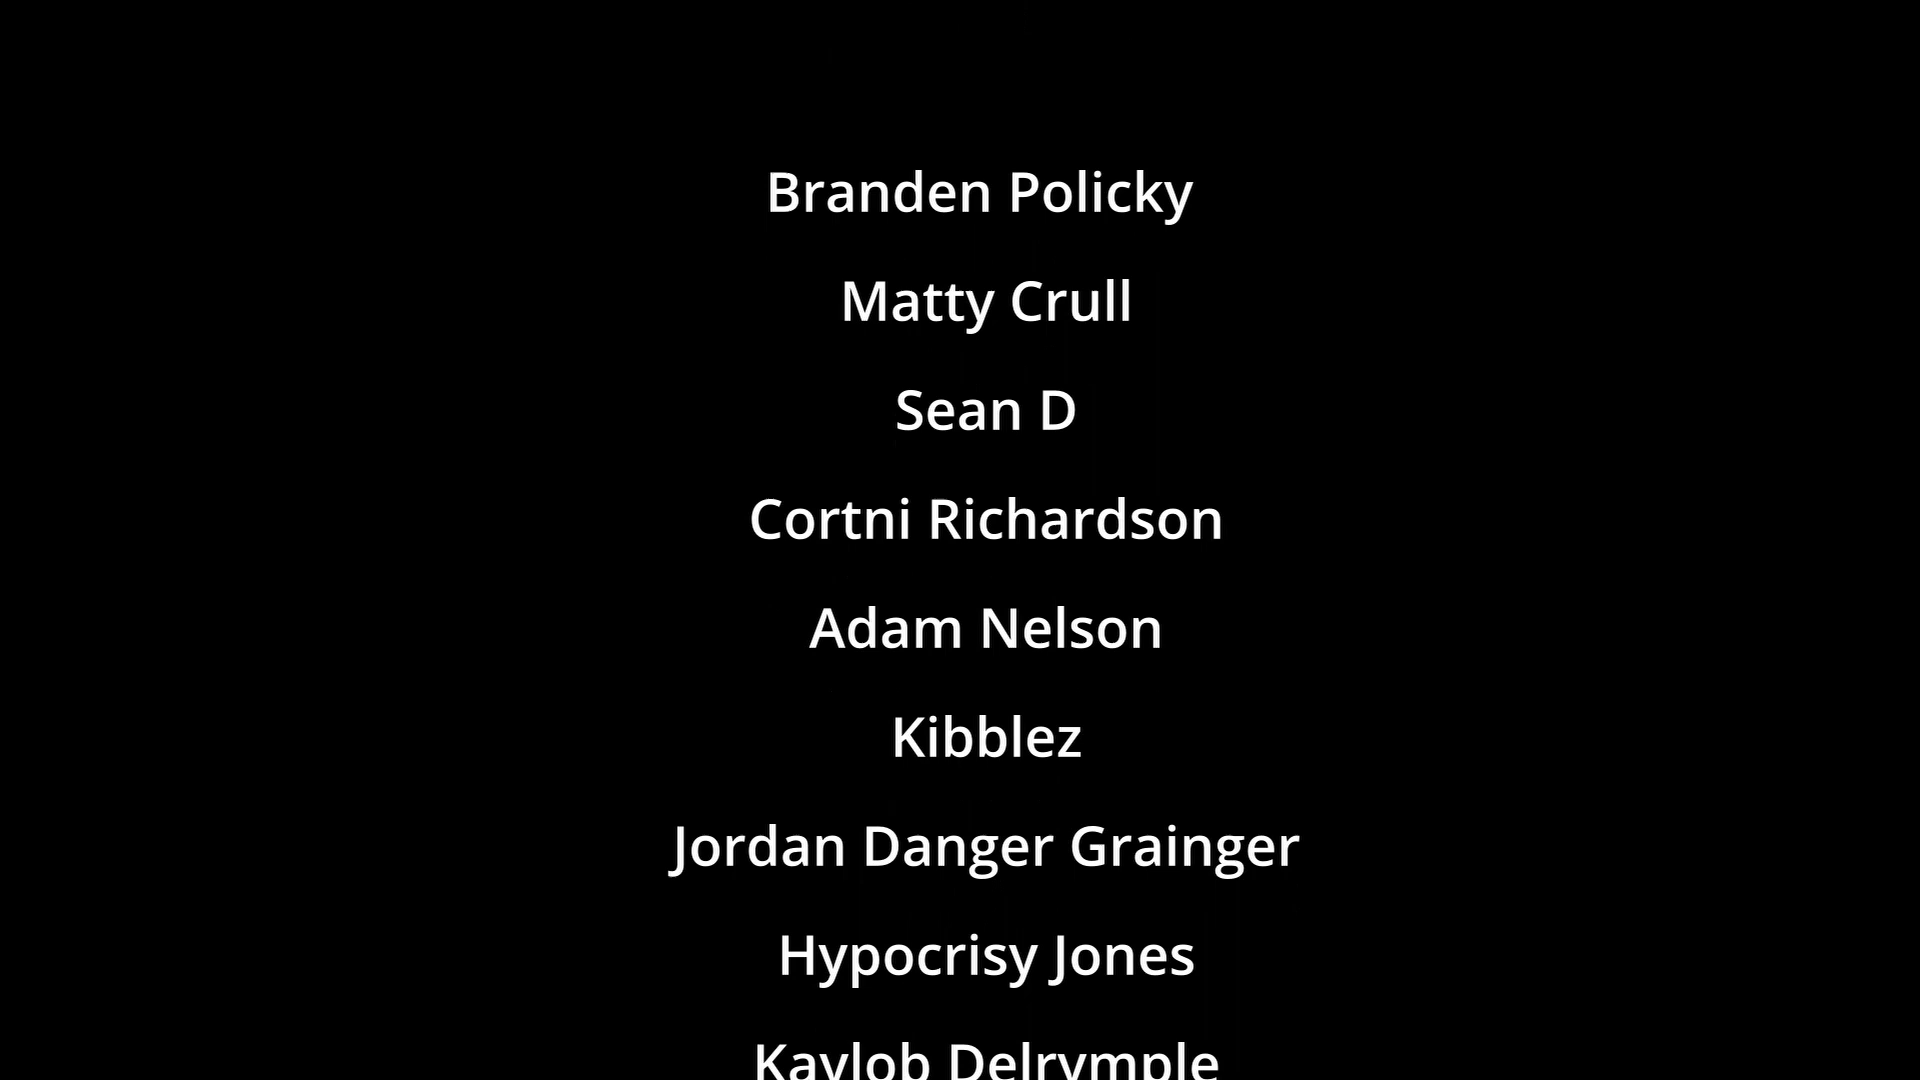 Branden Policky
Matty Crull
Sean D
Cortni Richardson
Adam Nelson
Kibblez
Jordan Danger Grainger
Hypocrisy Jones
Kaylob Delrymple